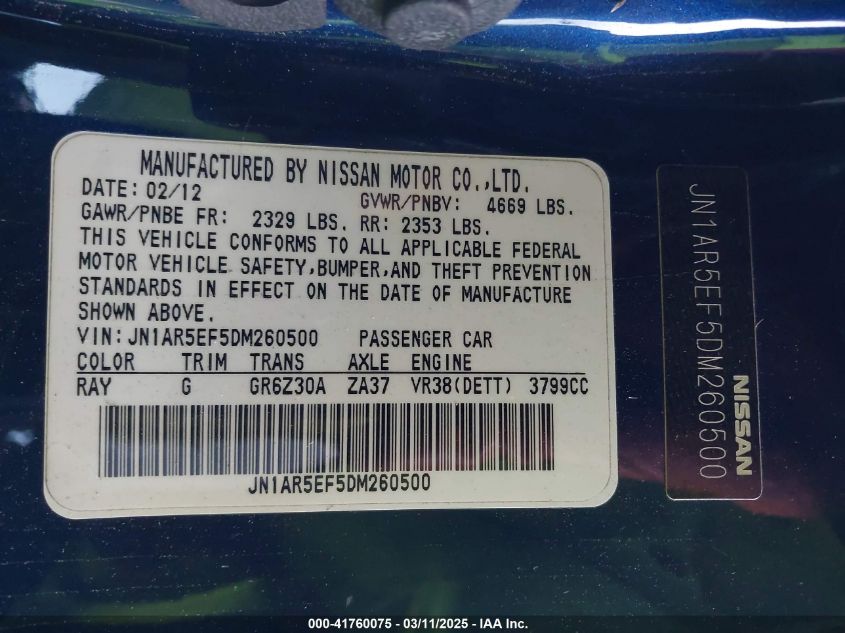 MANUFACTURED BY NISSAN MOTOR CO.,LTD.
DATE: 02/12 GVWR/PNBV: 4669 LBS.
GAWR/PNBE FR: 2329 LBS. RR: 2353 LBS.
THIS VEHICLE CONFORMS TO ALL APPLICABLE FEDERAL
MOTOR VEHICLE SAFETY,BUMPER,AND THEFT PREVENTION
STANDARDS IN EFFECT ON THE DATE OF MANUFACTURE
SHOWN ABOVE.
VIN:JN1AR5EF5DM260500 PASSENGER CAR
COLOR TRIM TRANS AXLE ENGINE
RAY G GR6Z30A ZA37 VR38(DETT) 3799CC
JN1AR5EF5DM260500
JN1AR5EF5DM260500
NISSAN
000-41760075 - 03/11/2025 - IAA Inc.